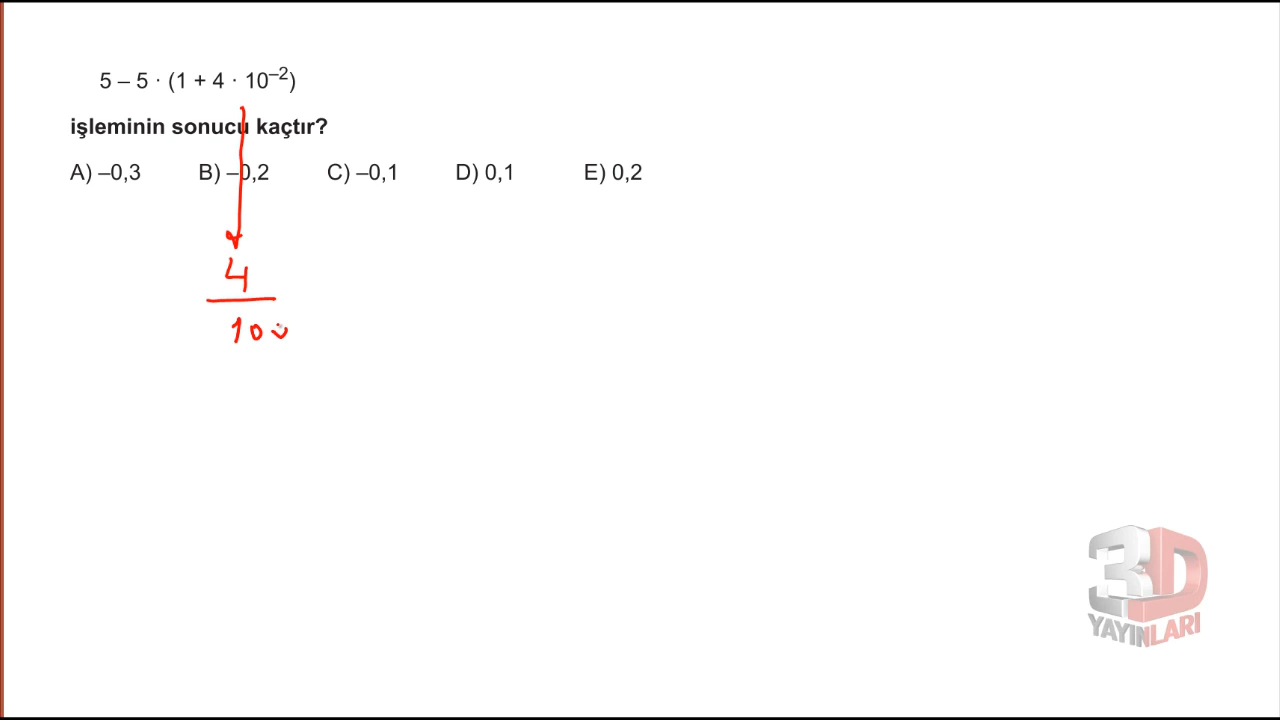 5 – 5 · (1 + 4 · 10⁻²)
işleminin sonucu kaçtır?
A) –0,3 B) –0,2 C) –0,1 D) 0,1 E) 0,2
4
100
3D
YAYINLARI